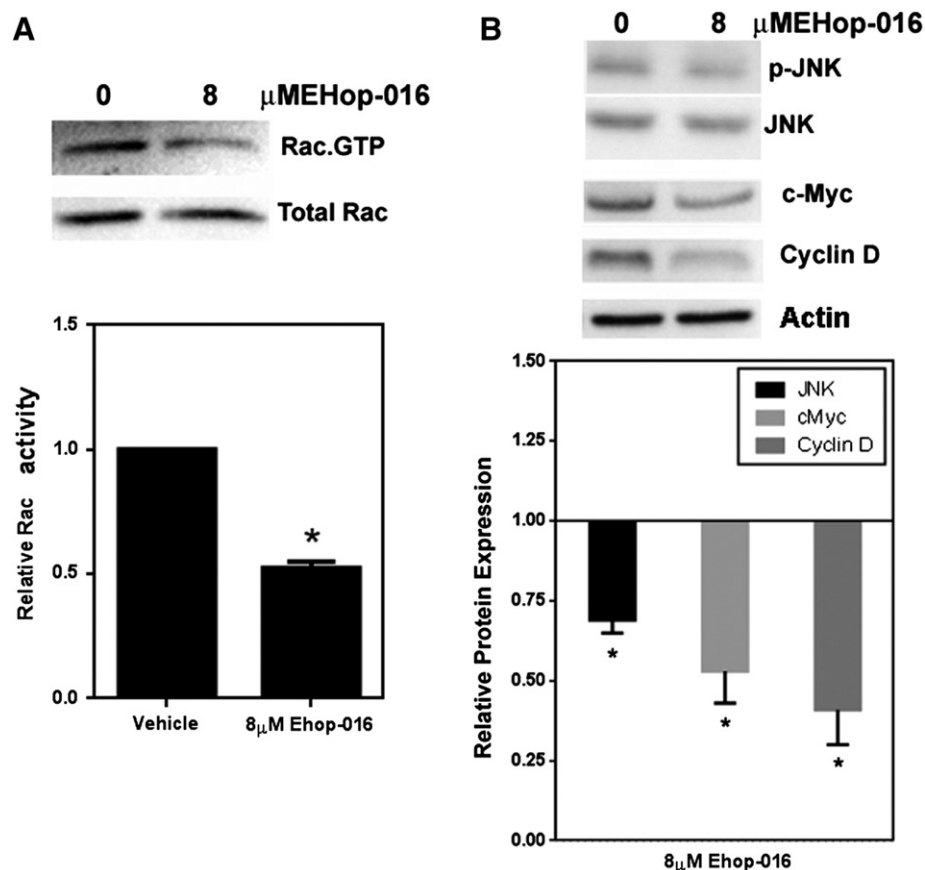 A
0 8 μMEHop-016
Rac.GTP
Total Rac
1.5
1.0
0.5
0.0
Relative Rac activity
*
Vehicle
8μM Ehop-016
B
0 8 μMEHop-016
p-JNK
JNK
c-Myc
Cyclin D
Actin
1.50
1.25
1.00
0.75
0.50
0.25
0.00
Relative Protein Expression
JNK
cMyc
Cyclin D
*
*
*
8μM Ehop-016